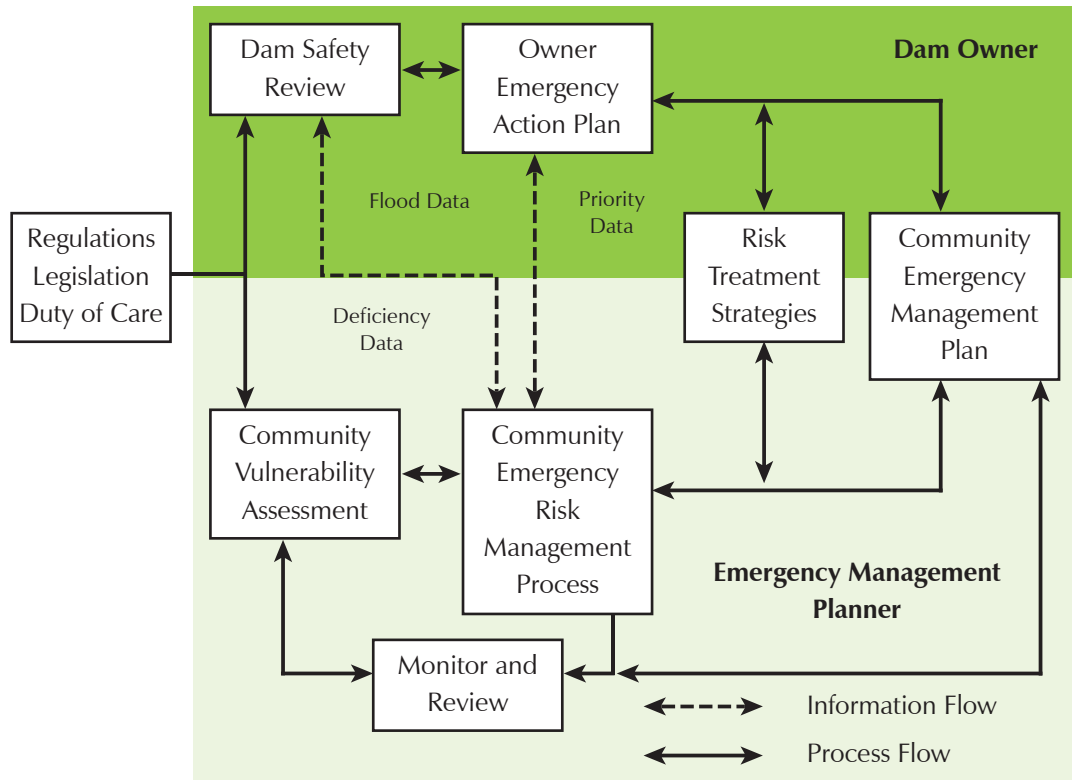 Dam Safety
Review
Owner
Emergency
Action Plan
Dam Owner
Flood Data
Priority
Data
Regulations
Legislation
Duty of Care
Risk
Treatment
Strategies
Community
Emergency
Management
Plan
Deficiency
Data
Community
Vulnerability
Assessment
Community
Emergency
Risk
Management
Process
Emergency Management
Planner
Monitor and
Review
Information Flow
Process Flow